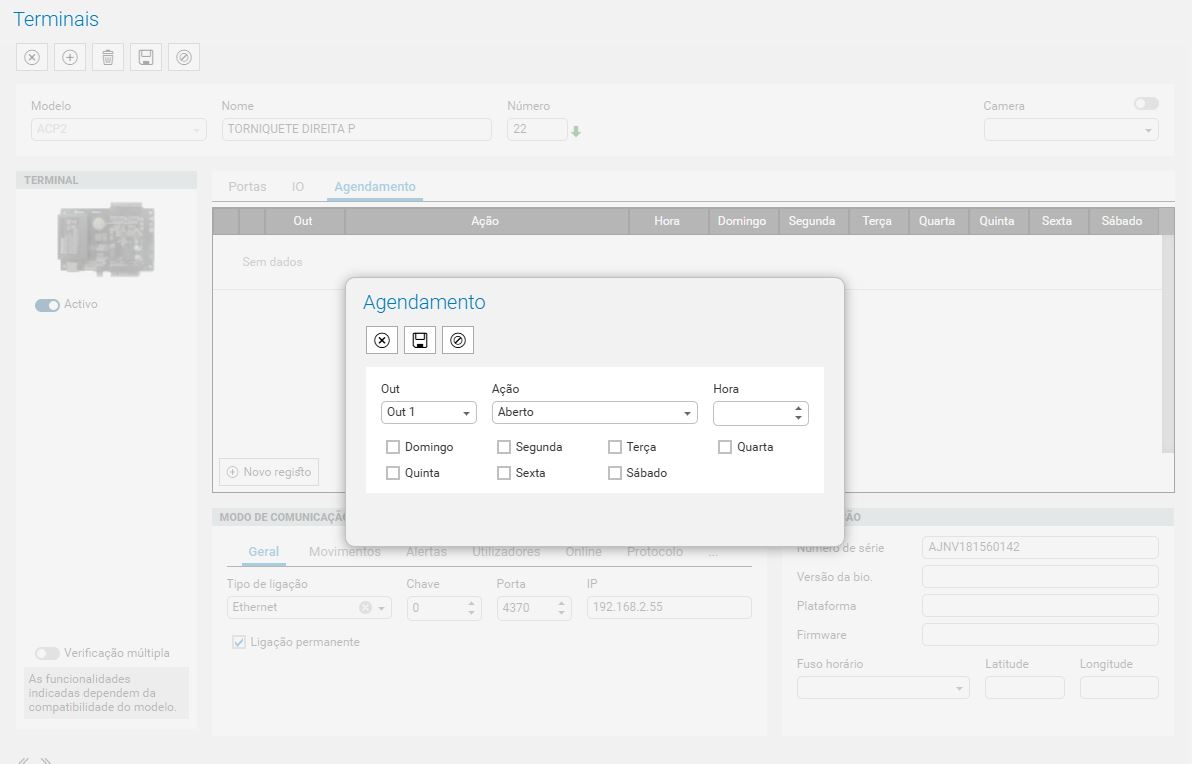 Terminais
Modelo Nome Número Camera
ACP2 TORNIQUETE DIREITA P 22
TERMINAL
Portas IO Agendamento
Out Ação Hora Domingo Segunda Terça Quarta Quinta Sexta Sábado
Sem dados
Activo
Agendamento
Out Ação Hora
Out 1 Aberto
Domingo Segunda Terça Quarta
Quinta Sexta Sábado
Novo registo
MODO DE COMUNICAÇÃ ÇÃO
Geral Movimentos Alertas Utilizadores Online Protocolo ...
Tipo de ligação Chave Porta IP
Ethernet 0 4370 192.168.2.55
Ligação permanente
Número de série AJNV181560142
Versão da bio.
Plataforma
Firmware
Fuso horário Latitude Longitude
Verificação múltipla
As funcionalidades
indicadas dependem da
compatibilidade do modelo.